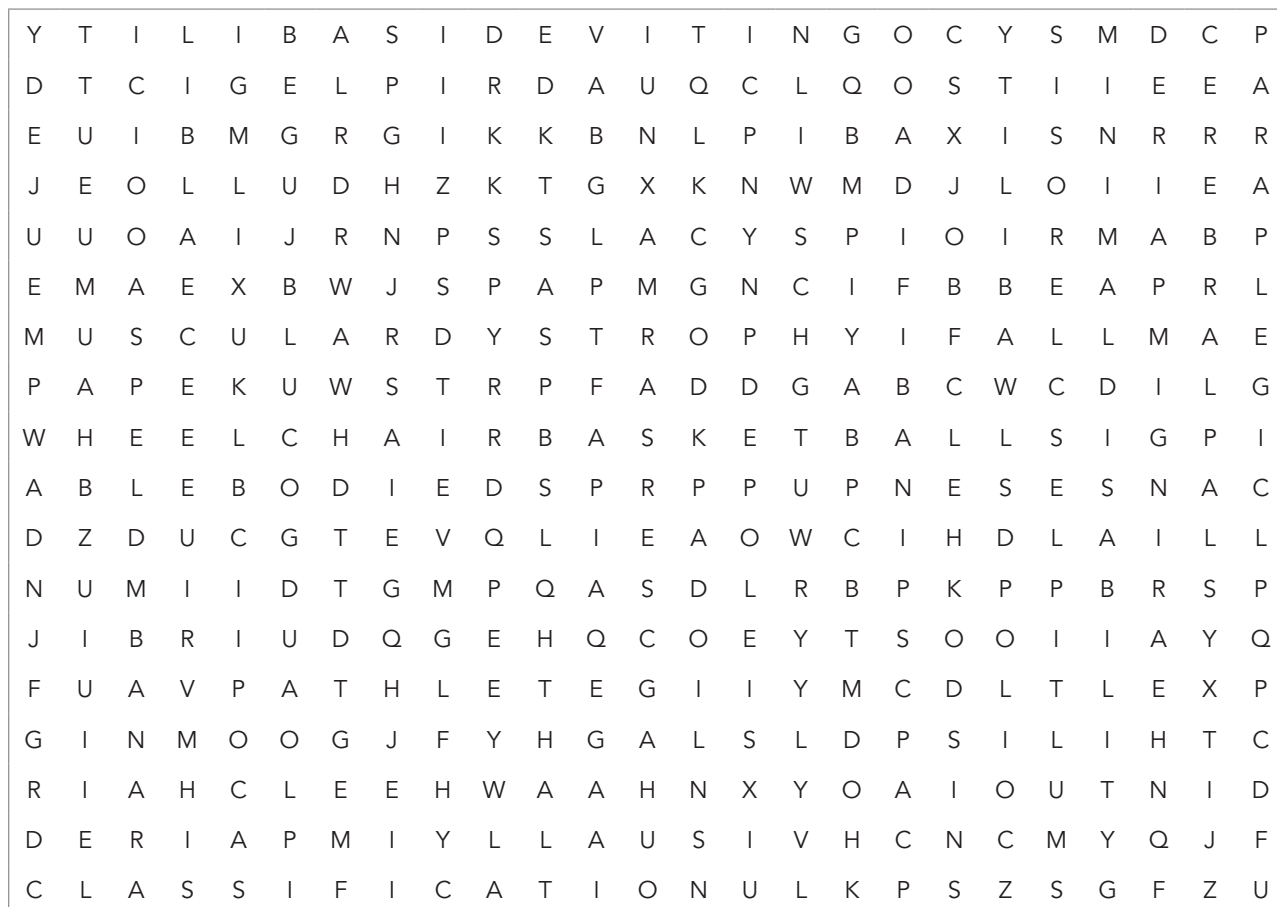 Y T I L I B A S I D E V I T I N G O C Y S M D C P
D T C I G E L P I R D A U Q C L Q O S T I I E E A
E U I B M G R G I K K B N L P I B A X I S N R R R
J E O L L U D H Z K T G X K N W M D J L O I I E A
U U O A I J R N P S S L A C Y S P I O I R M A B P
E M A E X B W J S P A P M G N C I F B B E A P R L
M U S C U L A R D Y S T R O P H Y I F A L L M A E
P A P E K U W S T R P F A D D G A B C W C D I L G
W H E E L C H A I R B A S K E T B A L L S I G P I
A B L E B O D I E D S P R P P U P N E S E S N A C
D Z D U C G T E V Q L I E A O W C I H D L A I L L
N U M I I D T G M P Q A S D L R B P K P P B R S P
J I B R I U D Q G E H Q C O E Y T S O O I I A Y Q
F U A V P A T H L E T E G I I Y M C D L T L E X P
G I N M O O G J F Y H G A L S L D P S I L I H T C
R I A H C L E E H W A A H N X Y O A I O U T N I D
D E R I A P M I Y L L A U S I V H C N C M Y Q J F
C L A S S I F I C A T I O N U L K P S Z S G F Z U